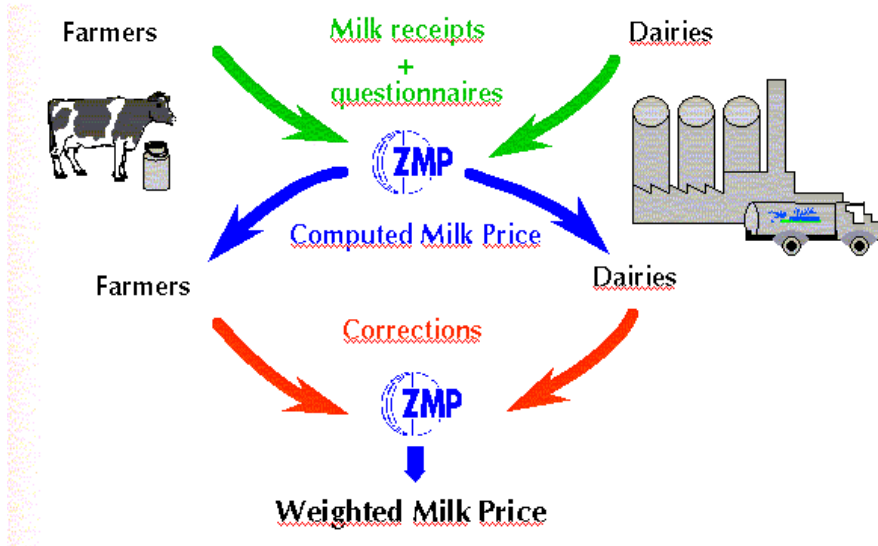 Farmers
Milk receipts
Dairies
+
questionnaires
ZMP
Computed Milk Price
Farmers
Dairies
Corrections
ZMP
Weighted Milk Price